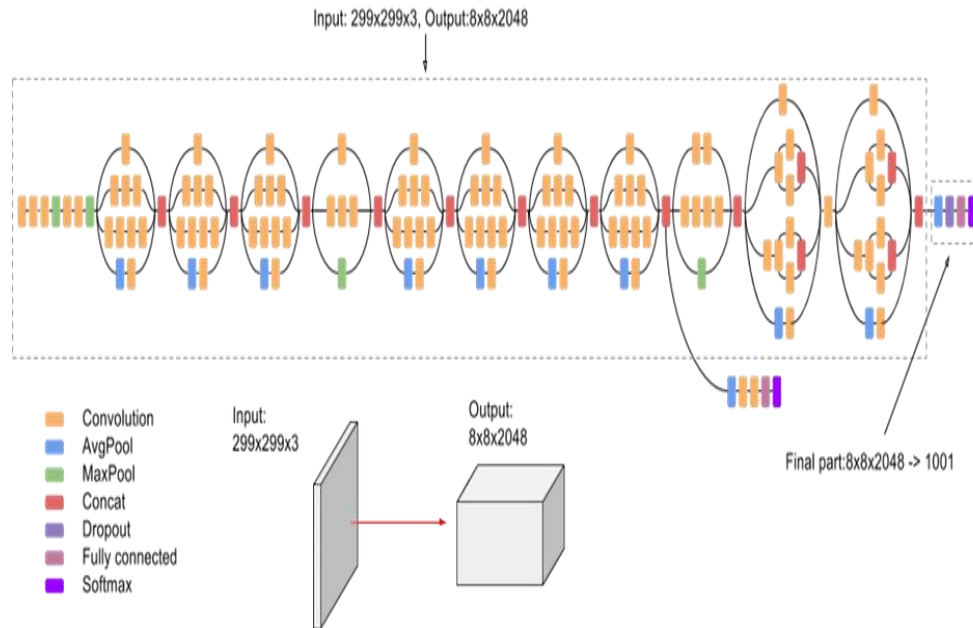 Input: 299x299x3, Output:8x8x2048
Convolution
AvgPool
MaxPool
Concat
Dropout
Fully connected
Softmax
Input:
299x299x3
Output:
8x8x2048
Final part:8x8x2048 -> 1001